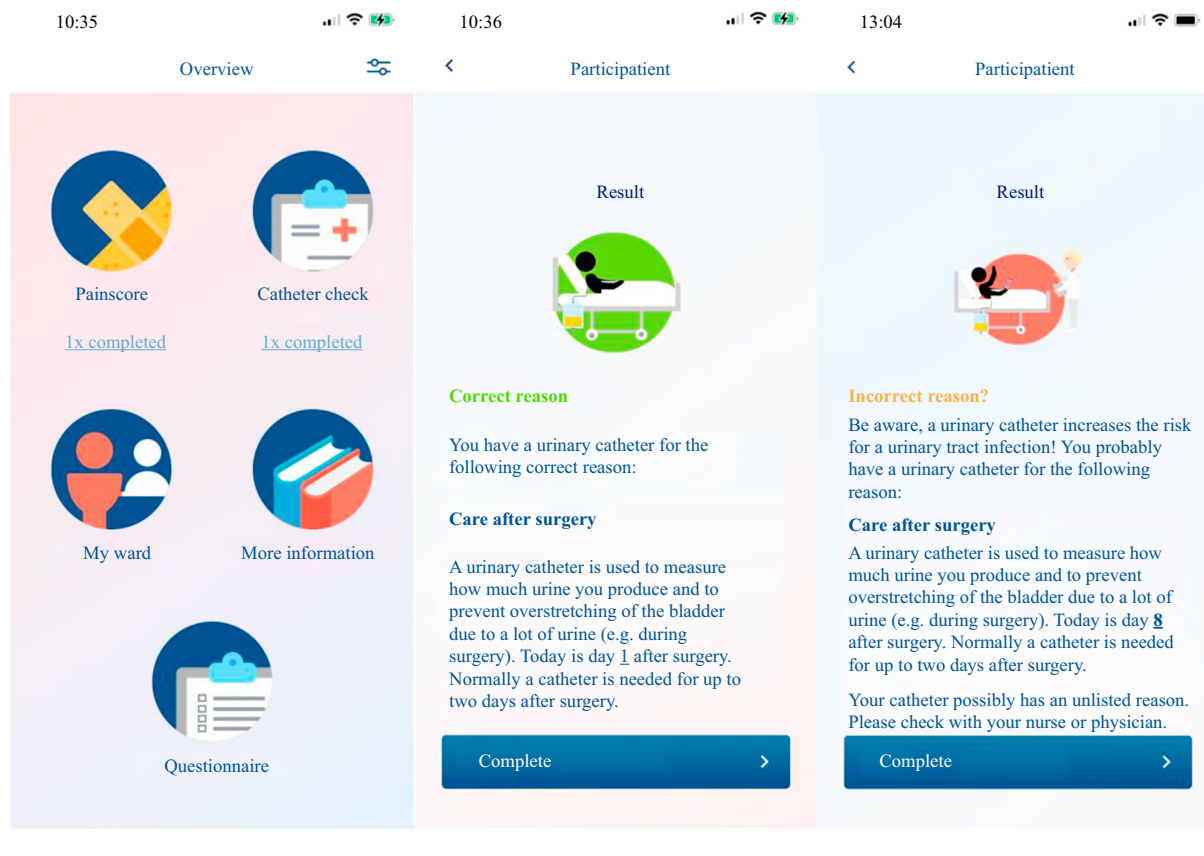 10:35
Overview
Painscore
Catheter check
1x completed
1x completed
My ward
More information
Questionnaire
10:36
Participatient
Result
Correct reason
You have a urinary catheter for the
following correct reason:
Care after surgery
A urinary catheter is used to measure
how much urine you produce and to
prevent overstretching of the bladder
due to a lot of urine (e.g. during
surgery). Today is day 1 after surgery.
Normally a catheter is needed for up to
two days after surgery.
Complete
13:04
Participatient
Result
Incorrect reason?
Be aware, a urinary catheter increases the risk
for a urinary tract infection! You probably
have a urinary catheter for the following
reason:
Care after surgery
A urinary catheter is used to measure how
much urine you produce and to prevent
overstretching of the bladder due to a lot of
urine (e.g. during surgery). Today is day 8
after surgery. Normally a catheter is needed
for up to two days after surgery.
Your catheter possibly has an unlisted reason.
Please check with your nurse or physician.
Complete